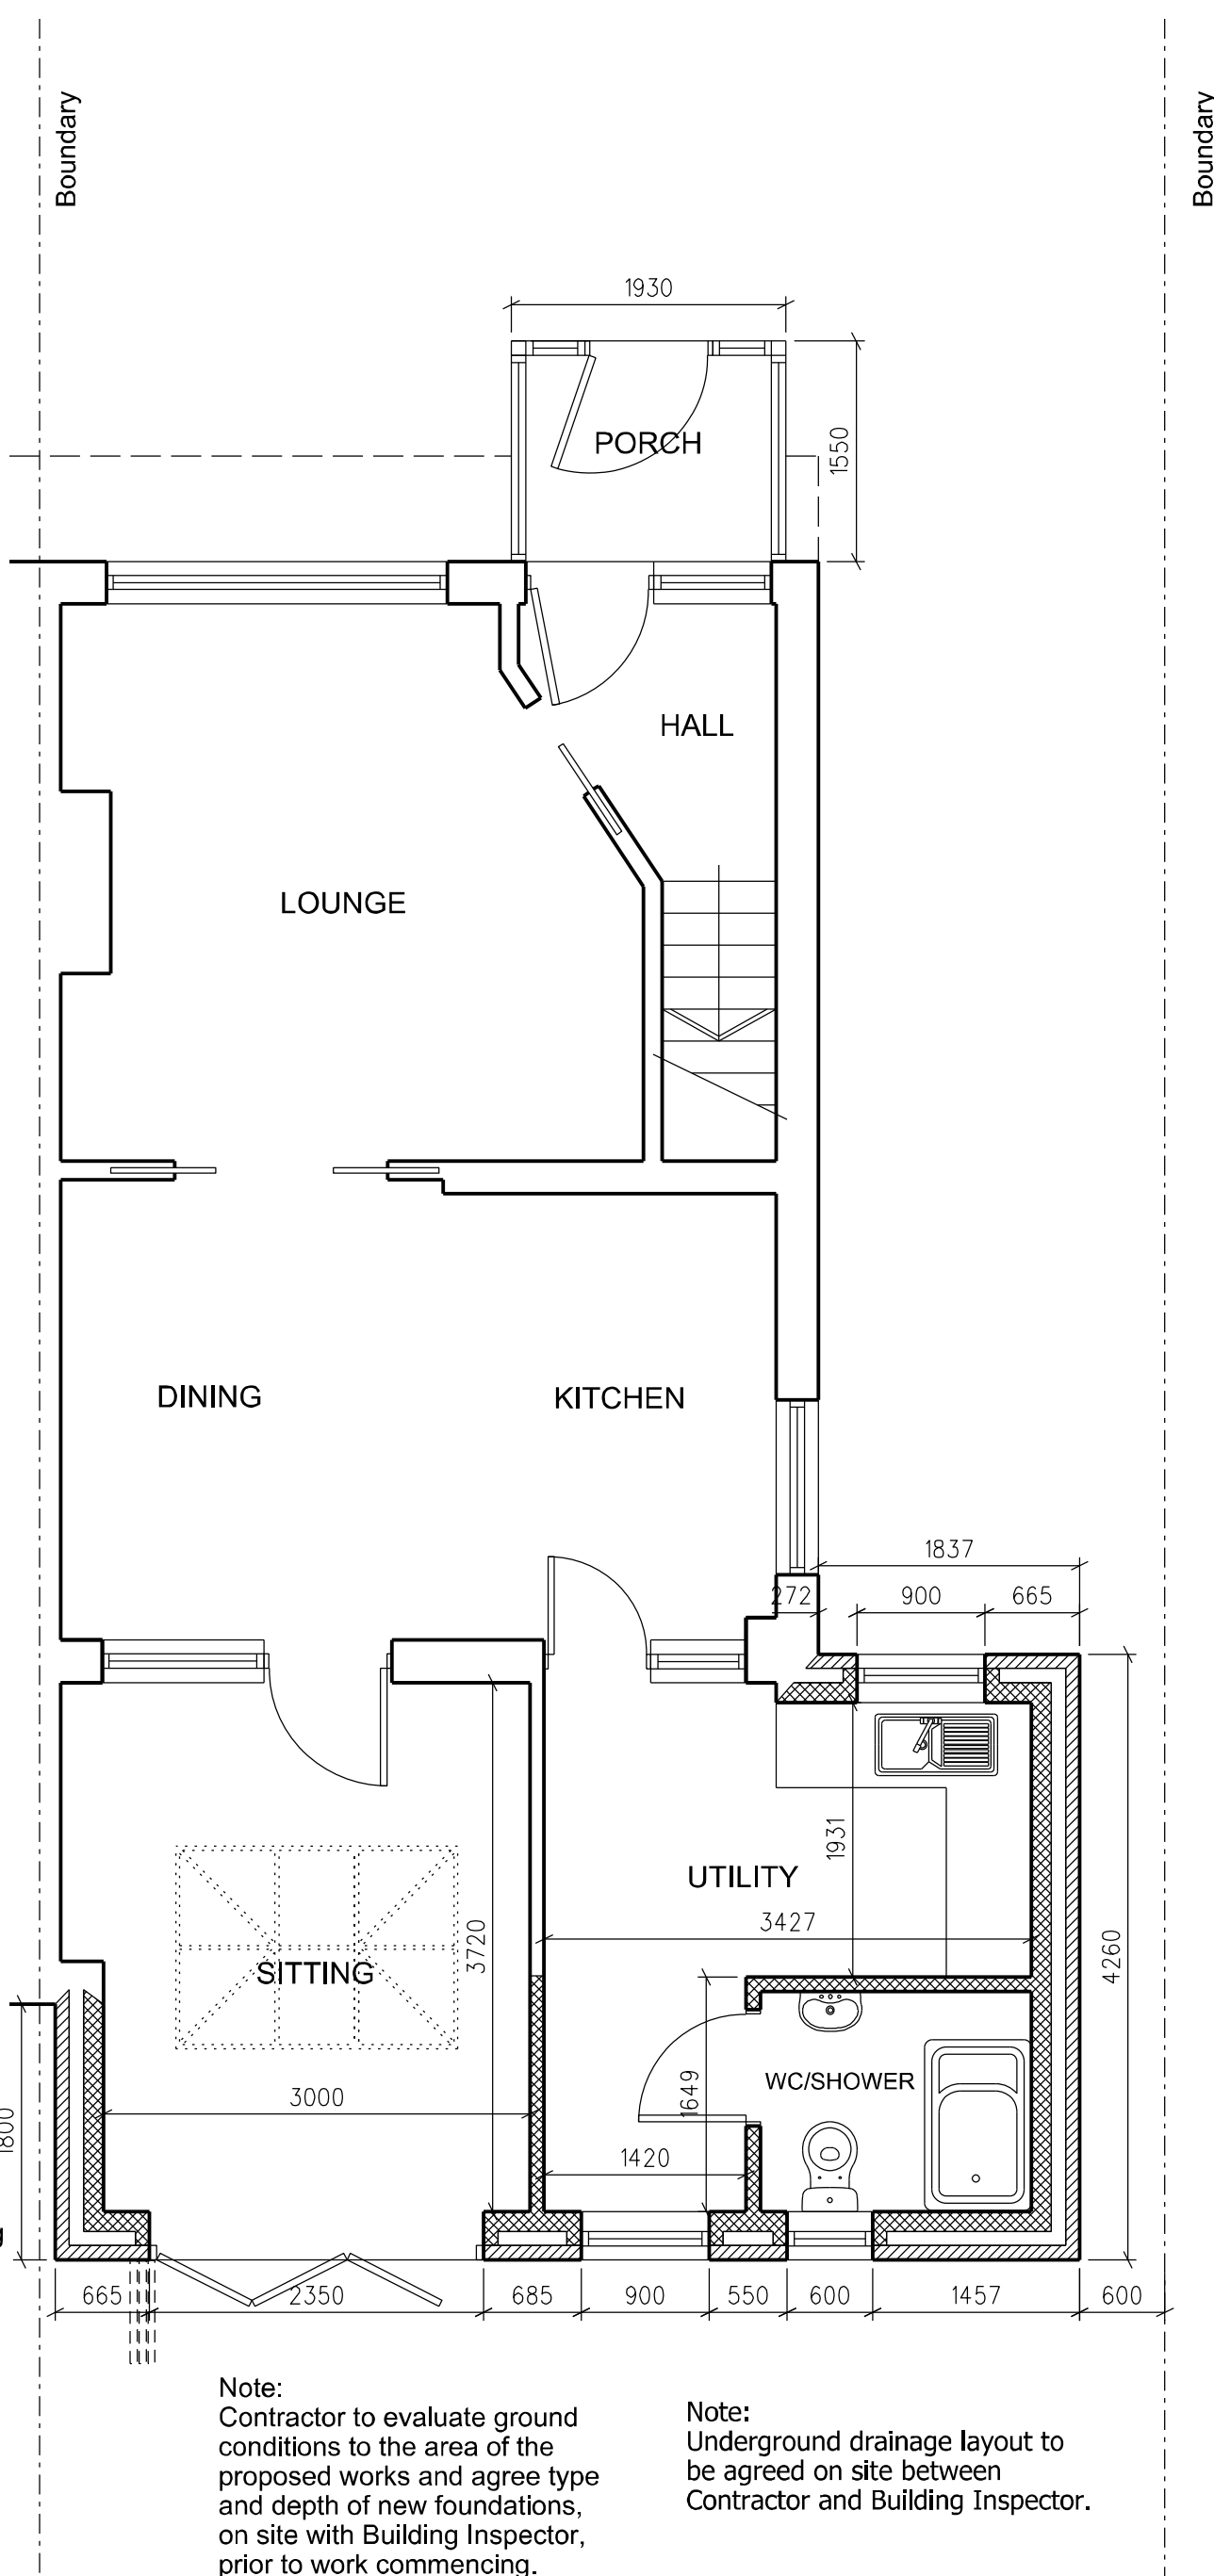 Boundary
Boundary
1930
PORCH
1550
HALL
LOUNGE
DINING
KITCHEN
1837
272
900
665
1931
UTILITY
3427
3720
SITTING
4260
WC/SHOWER
1649
3000
1800
1420
665
2350
685
900
550
600
1457
600
Note:
Contractor to evaluate ground
conditions to the area of the
proposed works and agree type
and depth of new foundations,
on site with Building Inspector,
prior to work commencing.
Note:
Underground drainage layout to
be agreed on site between
Contractor and Building Inspector.